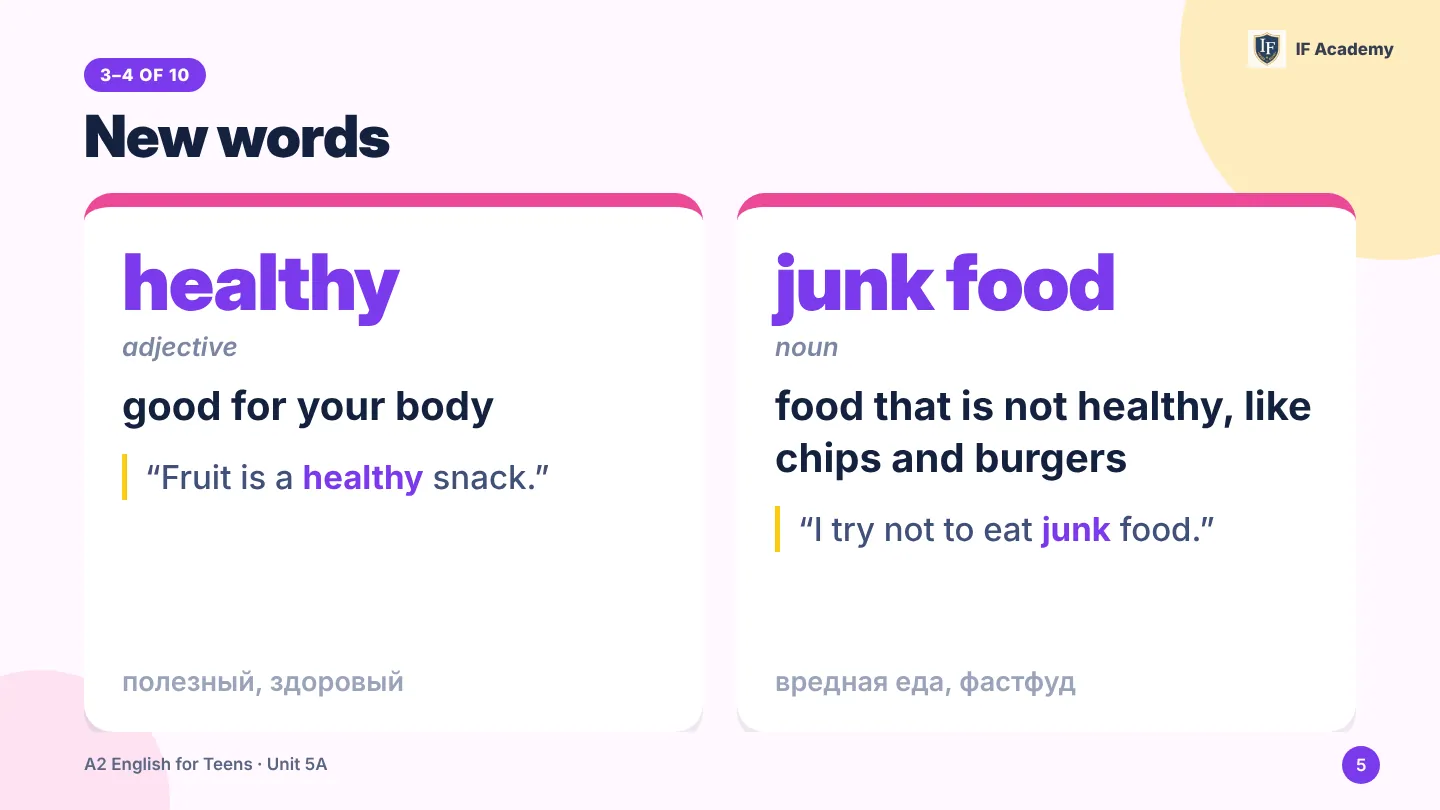 IF Academy
3–4 OF 10
New words
healthy
adjective
good for your body
“Fruit is a healthy snack.”
полезный, здоровый
junk food
noun
food that is not healthy, like
chips and burgers
“I try not to eat junk food.”
вредная еда, фастфуд
A2 English for Teens · Unit 5A
5